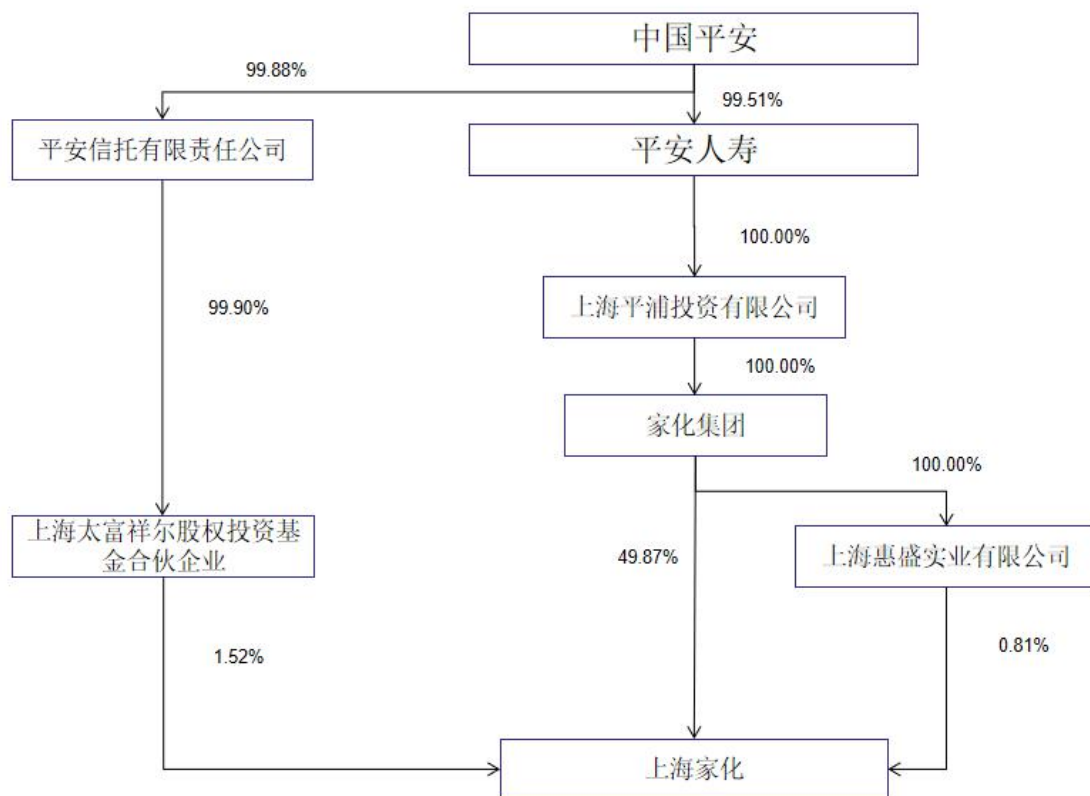 中国平安
99.88%
99.51%
平安信托有限责任公司
平安人寿
100.00%
99.90%
上海平浦投资有限公司
100.00%
家化集团
100.00%
上海太富祥尔股权投资基
金合伙企业
49.87%
上海惠盛实业有限公司
1.52%
0.81%
上海家化